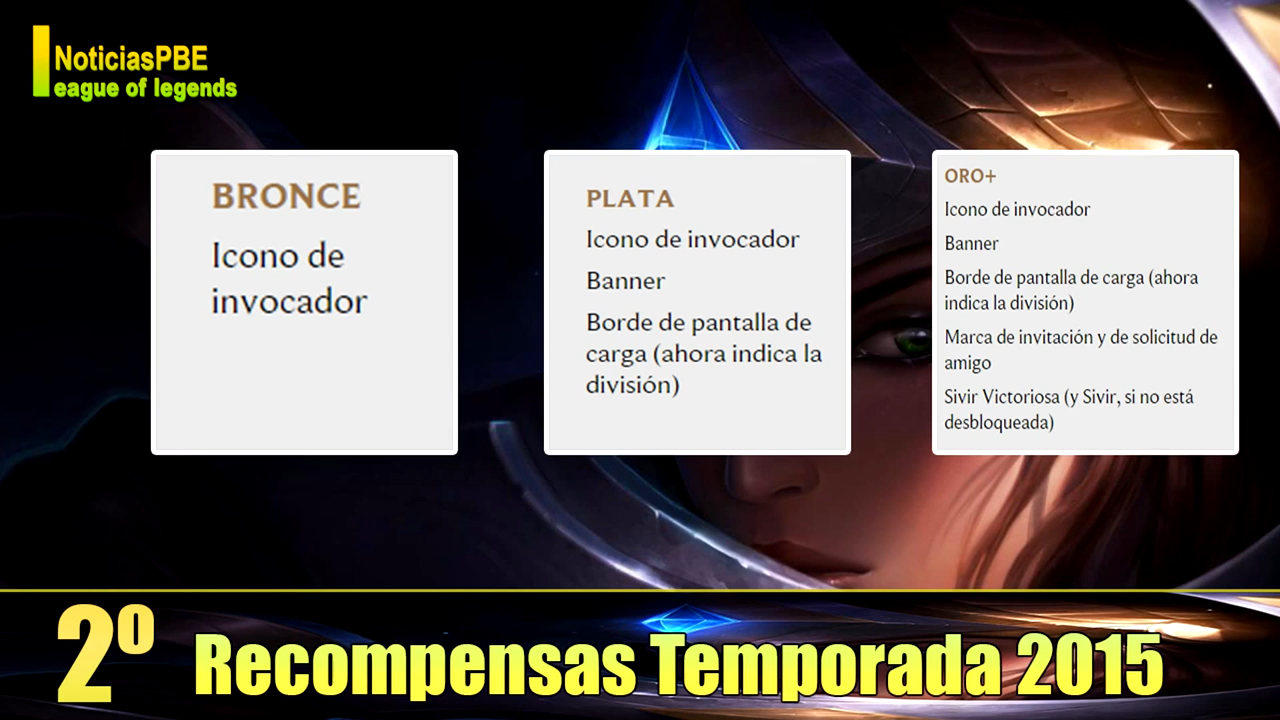 NoticiasPBE
League of legends
BRONCE
Icono de
invocador
PLATA
Icono de invocador
Banner
Borde de pantalla de
carga (ahora indica la
división)
ORO+
Icono de invocador
Banner
Borde de pantalla de carga (ahora
indica la división)
Marca de invitación y de solicitud de
amigo
Sivir Victoriosa (y Sivir, si no está
desbloqueada)
2º Recompensas Temporada 2015